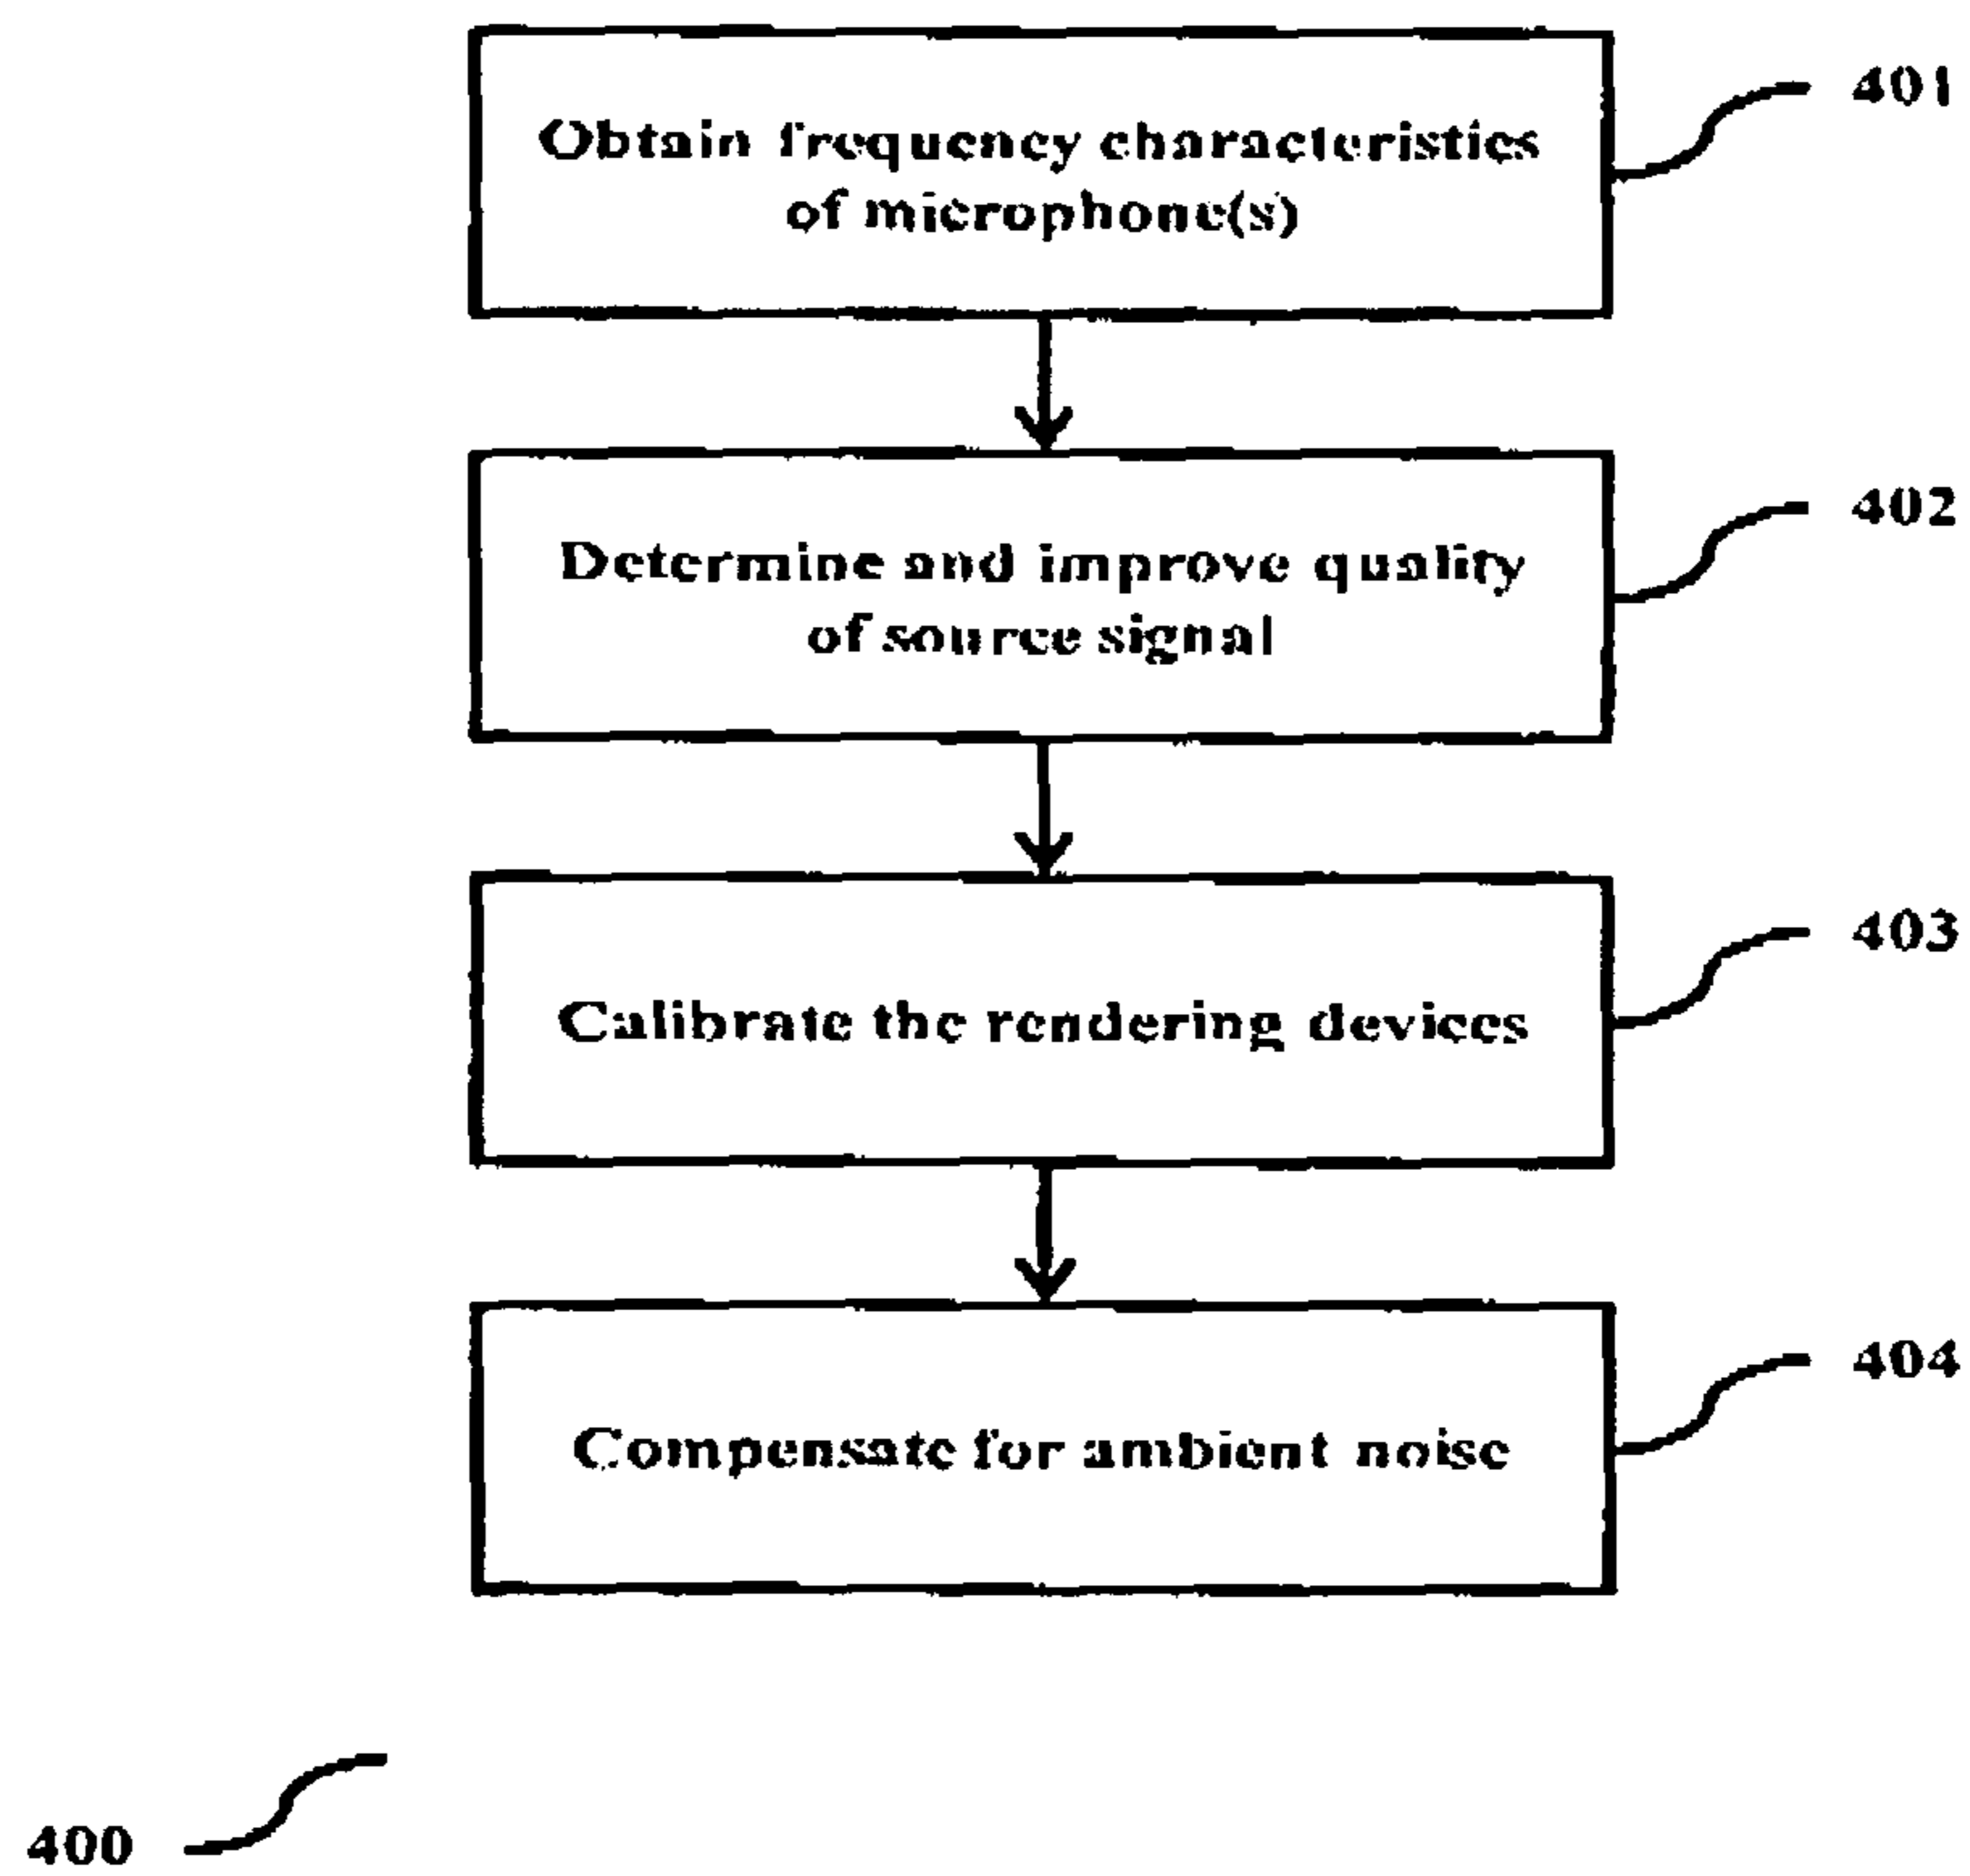 Obtain frequency characteristics
of microphone(s)
401
Determine and improve quality
of source signal
402
Calibrate the rendering devices
403
Compensate for ambient noise
404
400